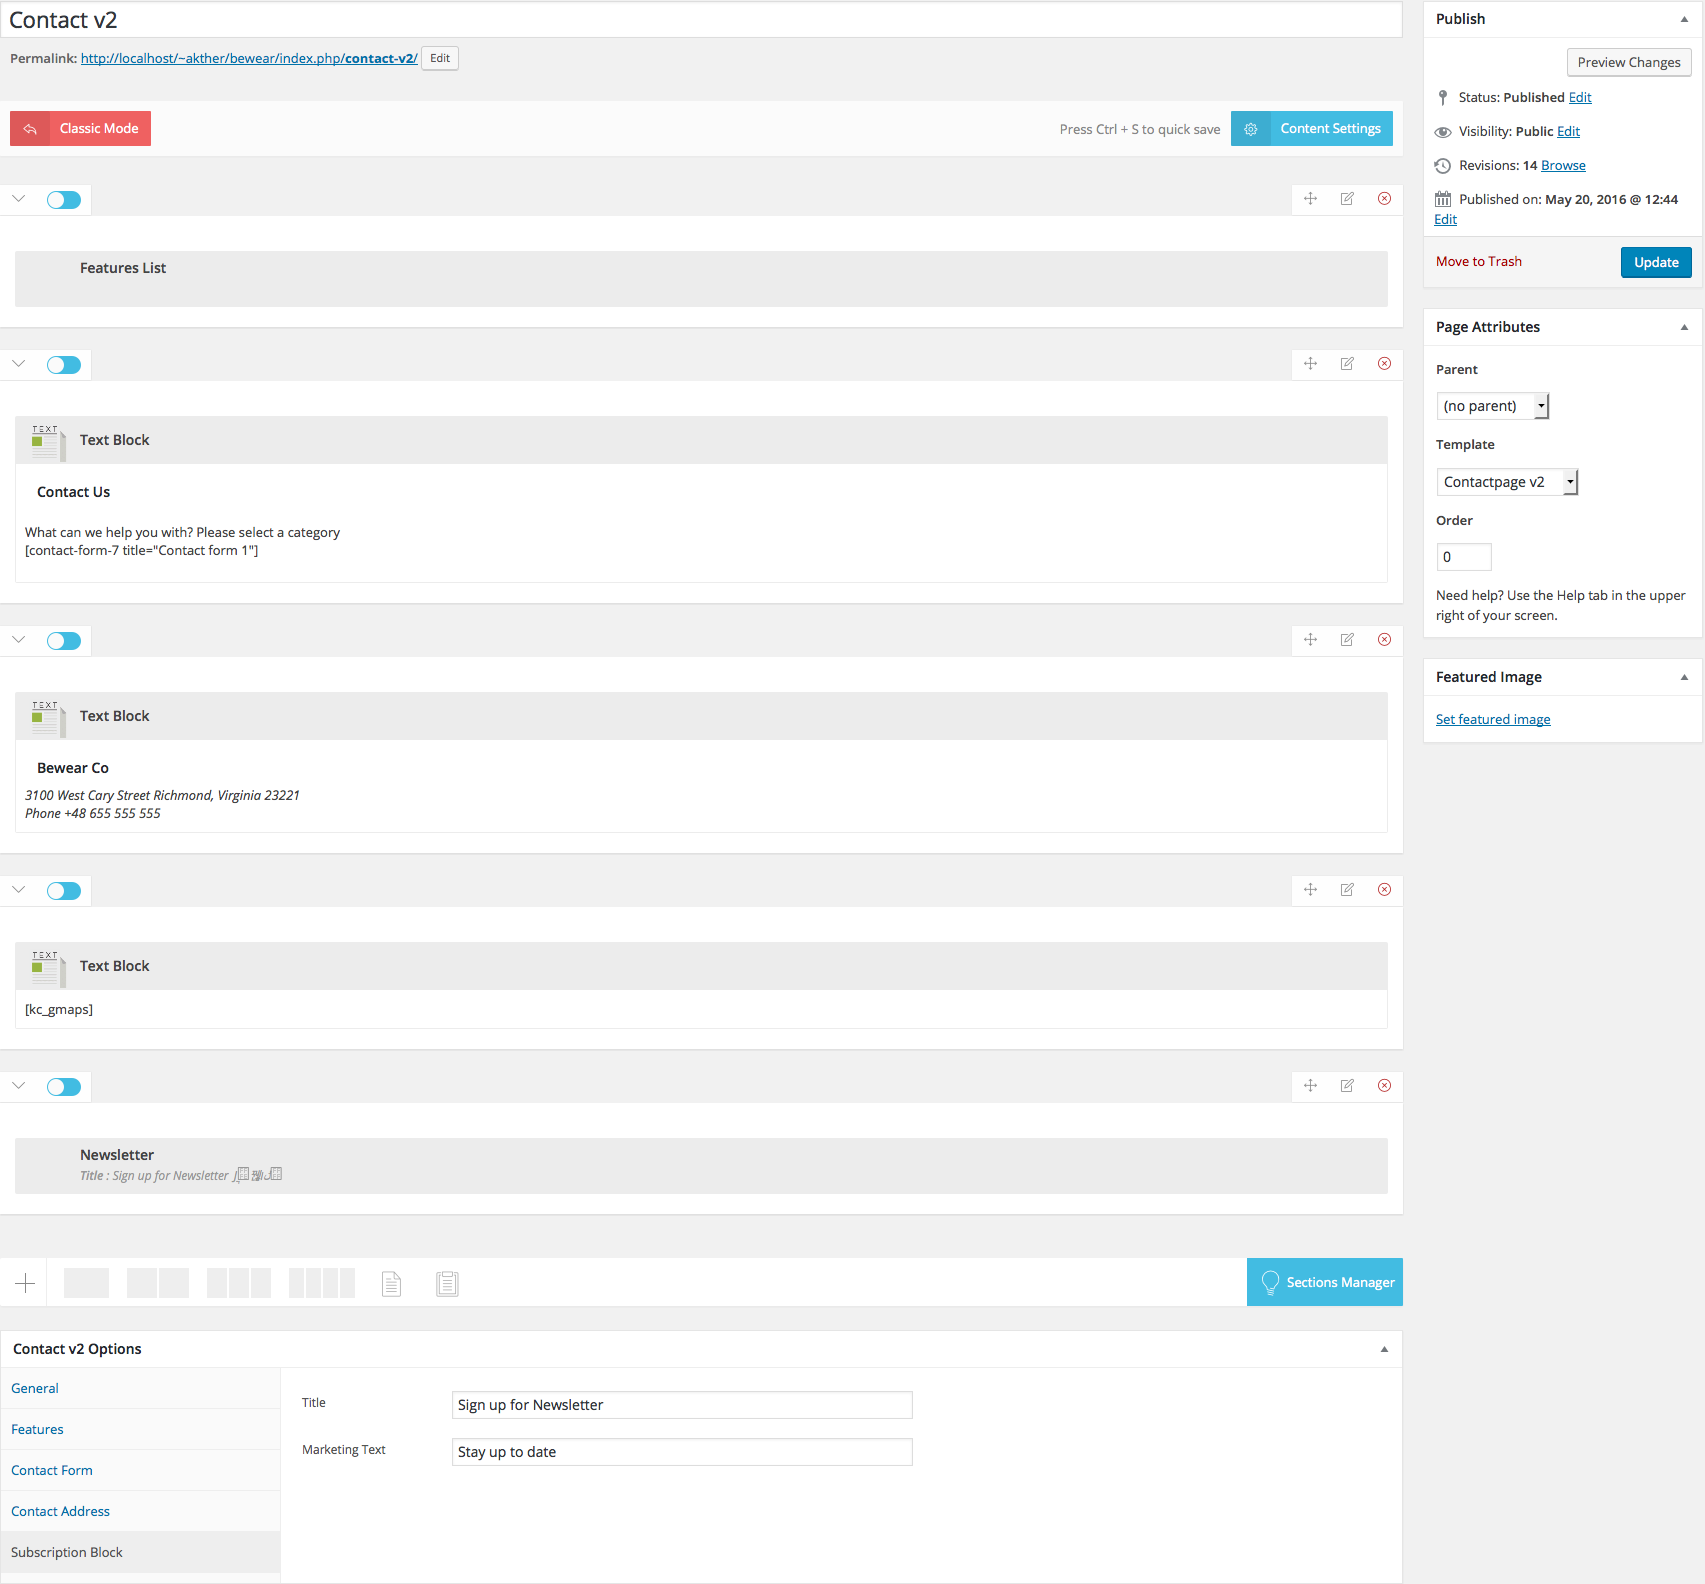 Contact v2
Permalink: http://localhost/~akther/bewear/index.php/contact-v2/ Edit
Classic Mode
Press Ctrl + S to quick save
Content Settings
Features List
Text Block
Contact Us
What can we help you with? Please select a category
[contact-form-7 title="Contact form 1"]
Text Block
Bewear Co
3100 West Cary Street Richmond, Virginia 23221
Phone +48 655 555 555
Text Block
[kc_gmaps]
Newsletter
Title : Sign up for Newsletter
Sections Manager
Contact v2 Options
General
Features
Contact Form
Contact Address
Subscription Block
Title
Sign up for Newsletter
Marketing Text
Stay up to date
Publish
Preview Changes
Status: Published Edit
Visibility: Public Edit
Revisions: 14 Browse
Published on: May 20, 2016 @ 12:44
Edit
Move to Trash
Update
Page Attributes
Parent
(no parent)
Template
Contactpage v2
Order
0
Need help? Use the Help tab in the upper
right of your screen.
Featured Image
Set featured image